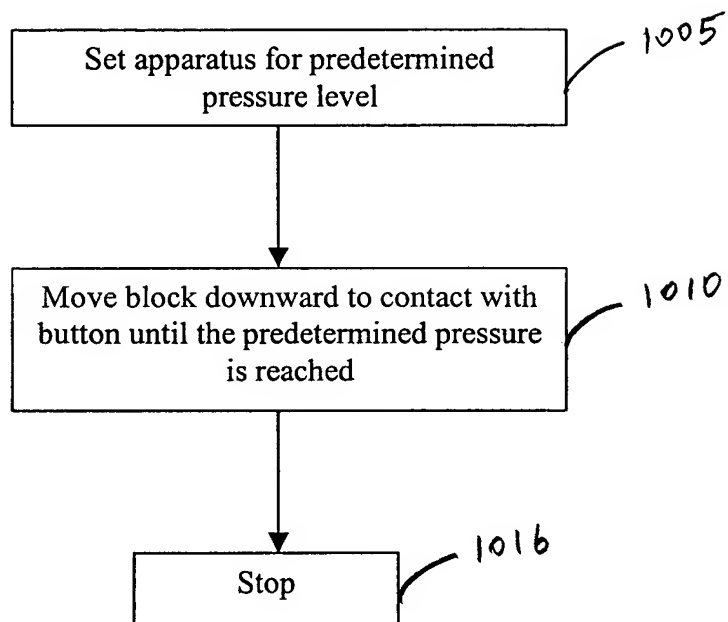 Set apparatus for predetermined
pressure level
1005
Move block downward to contact with
button until the predetermined pressure
is reached
1010
Stop
1016